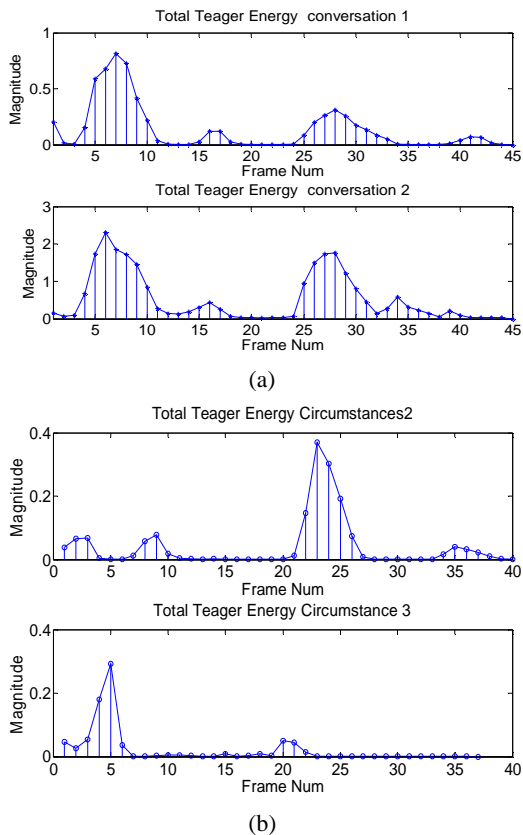 Total Teager Energy conversation 1
1
0.5
0
Magnitude
5 10 15 20 25 30 35 40 45
Frame Num
Total Teager Energy conversation 2
3
2
1
0
Magnitude
5 10 15 20 25 30 35 40 45
Frame Num
(a)
Total Teager Energy Circumstances2
0.4
0.2
0
Magnitude
0 5 10 15 20 25 30 35 40
Frame Num
Total Teager Energy Circumstance 3
0.4
0.2
0
Magnitude
0 5 10 15 20 25 30 35 40
Frame Num
(b)